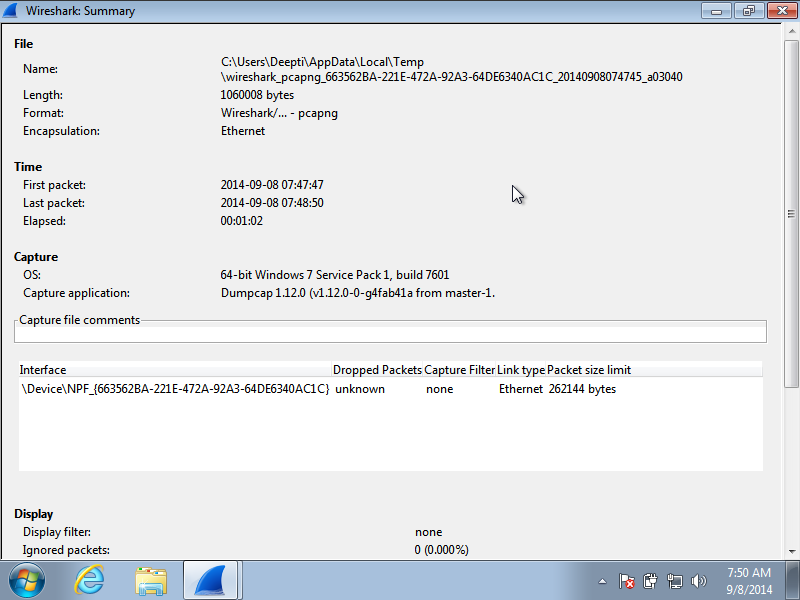 Wireshark: Summary
File
Name: C:\Users\Deepti\AppData\Local\Temp
\wireshark_pcapng_663562BA-221E-472A-92A3-64DE6340AC1C_20140908074745_a03040
Length: 1060008 bytes
Format: Wireshark/... - pcapng
Encapsulation: Ethernet
Time
First packet: 2014-09-08 07:47:47
Last packet: 2014-09-08 07:48:50
Elapsed: 00:01:02
Capture
OS: 64-bit Windows 7 Service Pack 1, build 7601
Capture application: Dumpcap 1.12.0 (v1.12.0-0-g4fab41a from master-1.
Capture file comments
Interface Dropped Packets Capture Filter Link type Packet size limit
\Device\NPF_{663562BA-221E-472A-92A3-64DE6340AC1C} unknown none Ethernet 262144 bytes
Display
Display filter: none
Ignored packets: 0 (0.000%)
7:50 AM
9/8/2014